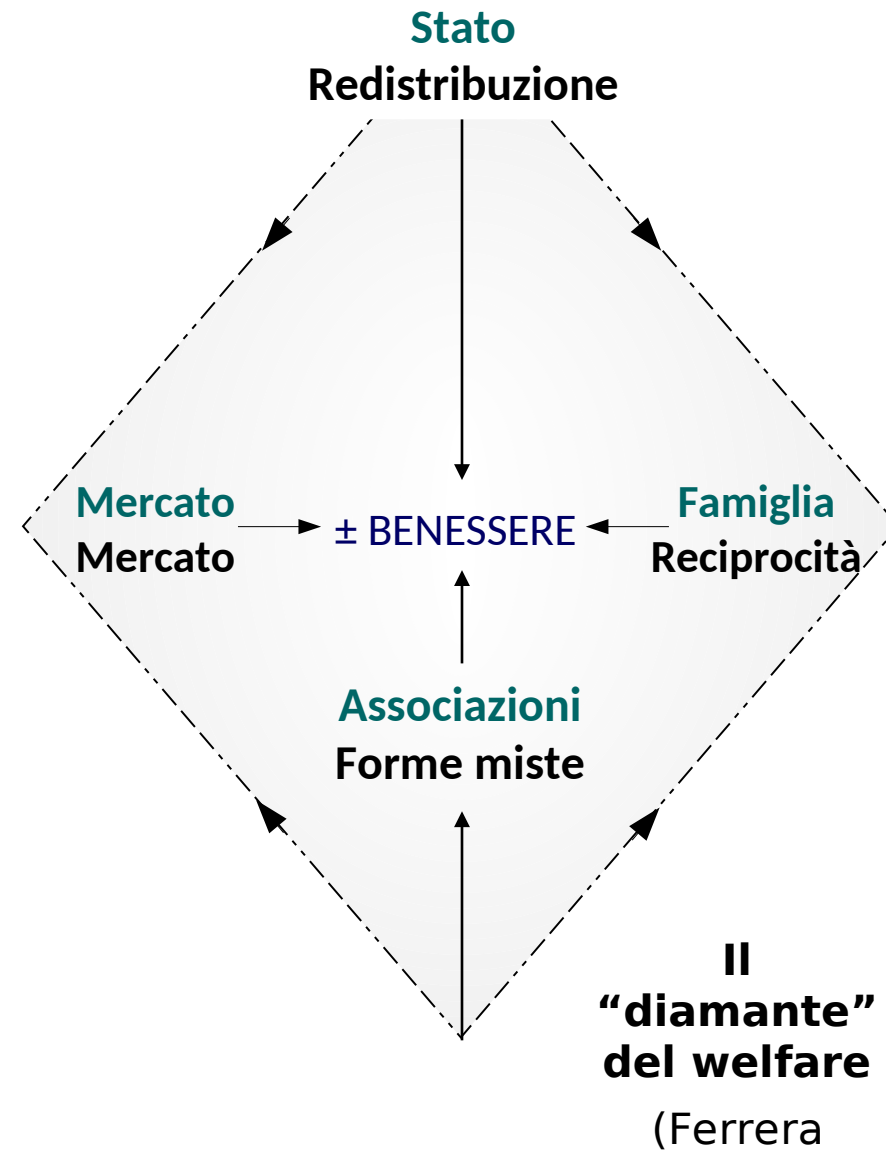 Stato
Redistribuzione
Mercato
Mercato
± BENESSERE
Famiglia
Reciprocità
Associazioni
Forme miste
Il
“diamante”
del welfare
(Ferrera